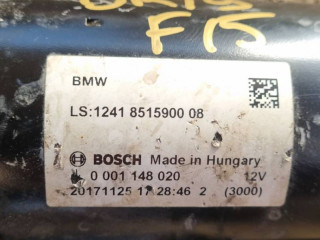 F15
BMW
LS:1241 8515900 08
BOSCH Made in Hungary
0 001 148 020 12V
20171125 17 28:46 2 (3000)